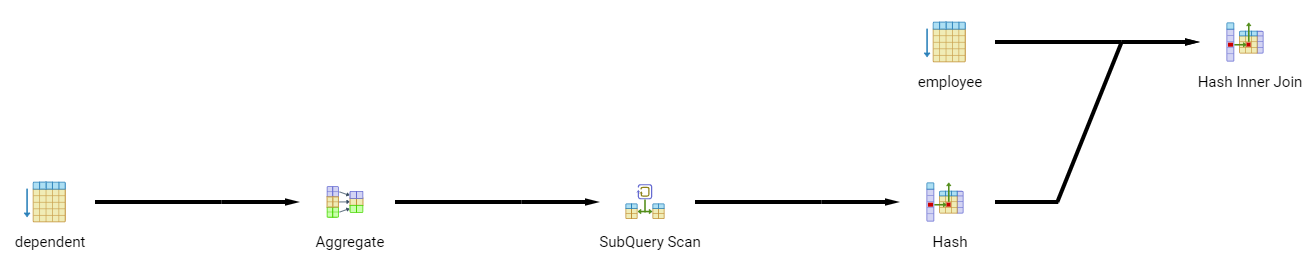 employee
Hash Inner Join
dependent
Aggregate
SubQuery Scan
Hash